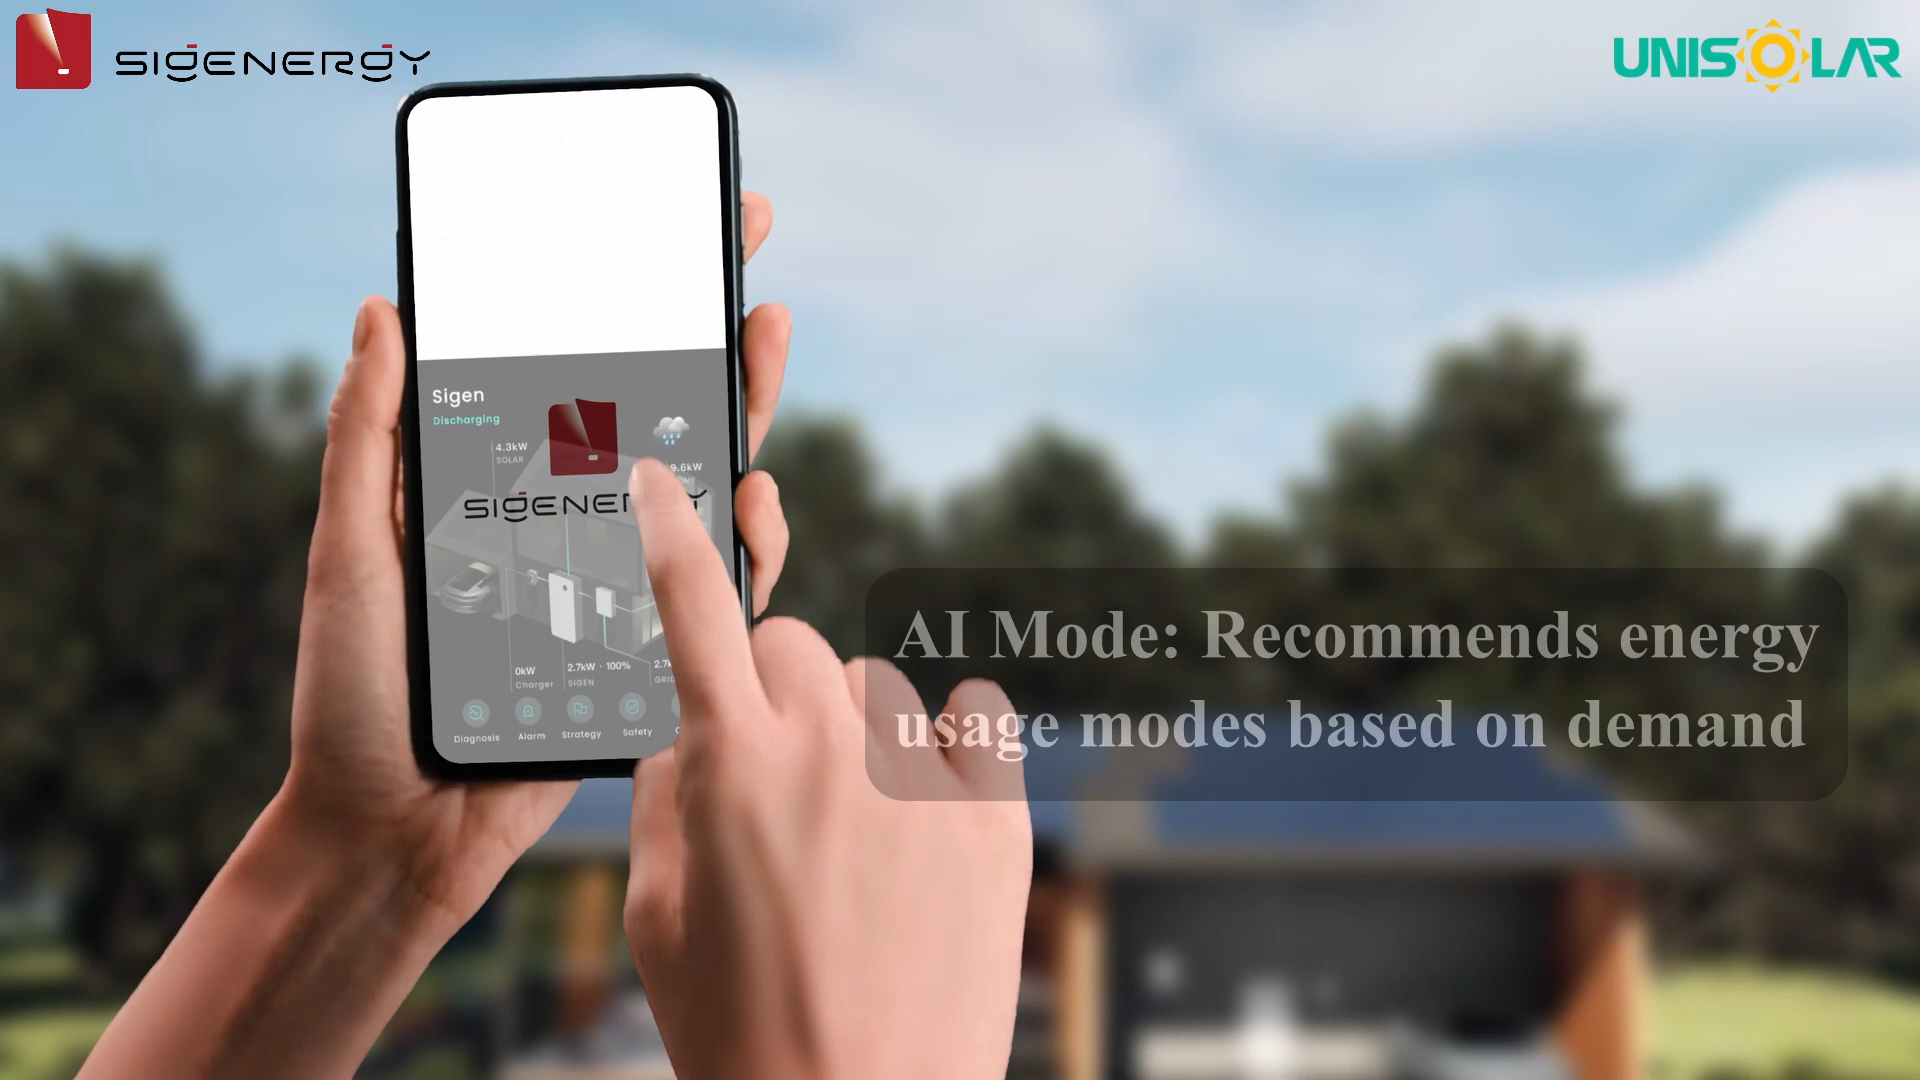 SIGENERGY
UNISOLAR
Sigen
Discharging
4.3kW
SOLAR
9.6kW
SIGENERGY
0kW
Charger
2.7kW · 100%
SIGEN
Diagnosis
Alarm
Strategy
Safety
AI Mode: Recommends energy
usage modes based on demand